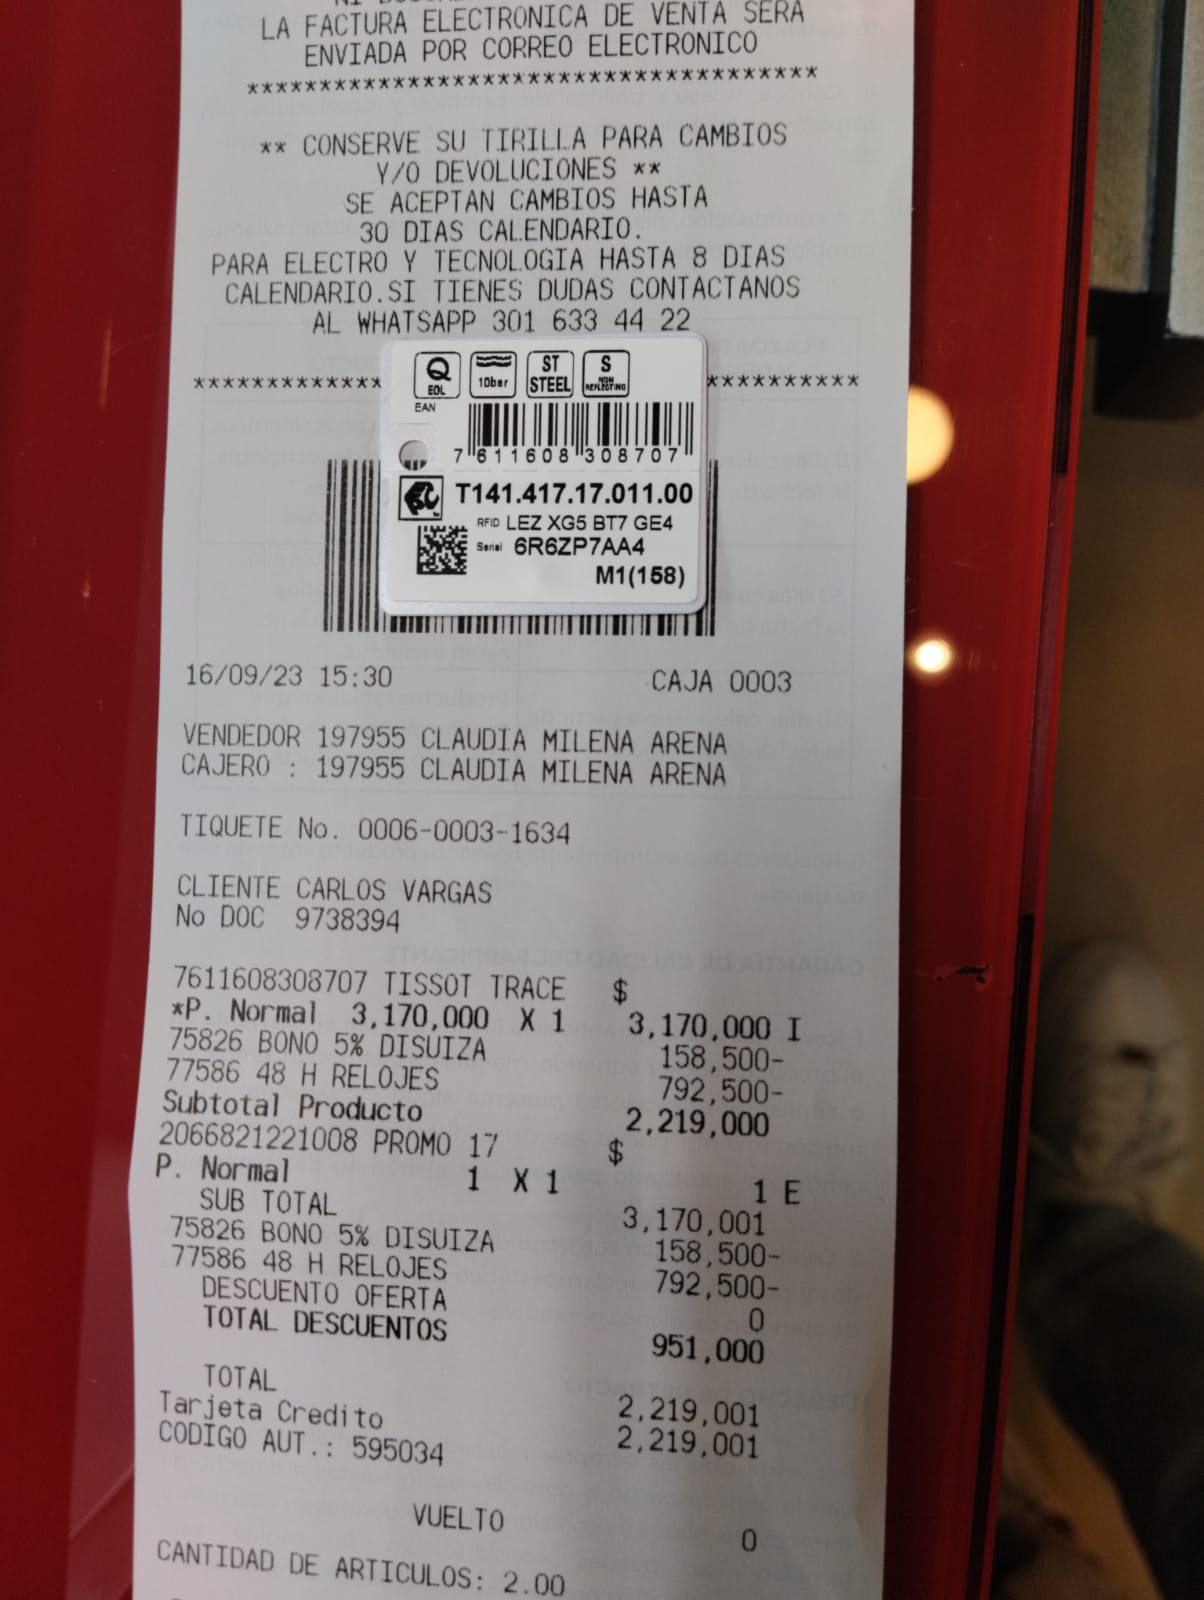 LA FACTURA ELECTRONICA DE VENTA SERA
ENVIADA POR CORREO ELECTRONICO
**************************************
** CONSERVE SU TIRILLA PARA CAMBIOS
Y/O DEVOLUCIONES **
SE ACEPTAN CAMBIOS HASTA
30 DIAS CALENDARIO.
PARA ELECTRO Y TECNOLOGIA HASTA 8 DIAS
CALENDARIO.SI TIENES DUDAS CONTACTANOS
AL WHATSAPP 301 633 44 22
Q EOL 10bar ST STEEL S NON REFLECTING
EAN
7 611608 308707
T141.417.17.011.00
RFID LEZ XG5 BT7 GE4
Serial 6R6ZP7AA4
M1(158)
16/09/23 15:30 CAJA 0003
VENDEDOR 197955 CLAUDIA MILENA ARENA
CAJERO : 197955 CLAUDIA MILENA ARENA
TIQUETE No. 0006-0003-1634
CLIENTE CARLOS VARGAS
No DOC 9738394
7611608308707 TISSOT TRACE $
*P. Normal 3,170,000 X 1 3,170,000 I
75826 BONO 5% DISUIZA 158,500-
77586 48 H RELOJES 792,500-
Subtotal Producto 2,219,000
2066821221008 PROMO 17 $
P. Normal 1 X 1 1 E
SUB TOTAL 3,170,001
75826 BONO 5% DISUIZA 158,500-
77586 48 H RELOJES 792,500-
DESCUENTO OFERTA 0
TOTAL DESCUENTOS 951,000
TOTAL 2,219,001
Tarjeta Credito 2,219,001
CODIGO AUT.: 595034
VUELTO 0
CANTIDAD DE ARTICULOS: 2.00